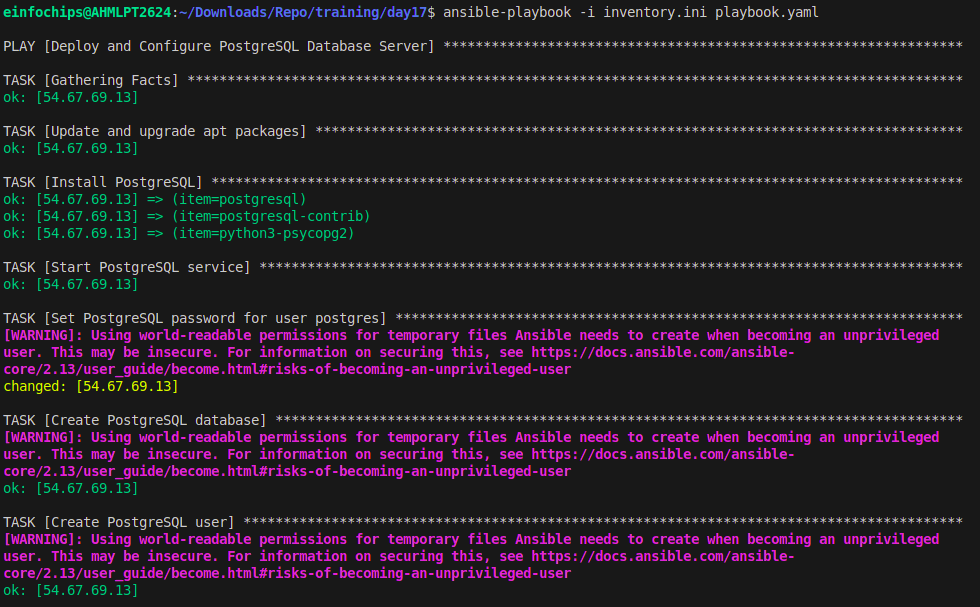 einfochips@AHMLPT2624:~/Downloads/Repo/training/day17$ ansible-playbook -i inventory.ini playbook.yaml
PLAY [Deploy and Configure PostgreSQL Database Server] *****************************************************************
TASK [Gathering Facts] *************************************************************************************************
ok: [54.67.69.13]
TASK [Update and upgrade apt packages] *********************************************************************************
ok: [54.67.69.13]
TASK [Install PostgreSQL] **********************************************************************************************
ok: [54.67.69.13] => (item=postgresql)
ok: [54.67.69.13] => (item=postgresql-contrib)
ok: [54.67.69.13] => (item=python3-psycopg2)
TASK [Start PostgreSQL service] ****************************************************************************************
ok: [54.67.69.13]
TASK [Set PostgreSQL password for user postgres] ***********************************************************************
[WARNING]: Using world-readable permissions for temporary files Ansible needs to create when becoming an unprivileged
user. This may be insecure. For information on securing this, see https://docs.ansible.com/ansible-
core/2.13/user_guide/become.html#risks-of-becoming-an-unprivileged-user
changed: [54.67.69.13]
TASK [Create PostgreSQL database] **************************************************************************************
[WARNING]: Using world-readable permissions for temporary files Ansible needs to create when becoming an unprivileged
user. This may be insecure. For information on securing this, see https://docs.ansible.com/ansible-
core/2.13/user_guide/become.html#risks-of-becoming-an-unprivileged-user
ok: [54.67.69.13]
TASK [Create PostgreSQL user] ******************************************************************************************
[WARNING]: Using world-readable permissions for temporary files Ansible needs to create when becoming an unprivileged
user. This may be insecure. For information on securing this, see https://docs.ansible.com/ansible-
core/2.13/user_guide/become.html#risks-of-becoming-an-unprivileged-user
ok: [54.67.69.13]